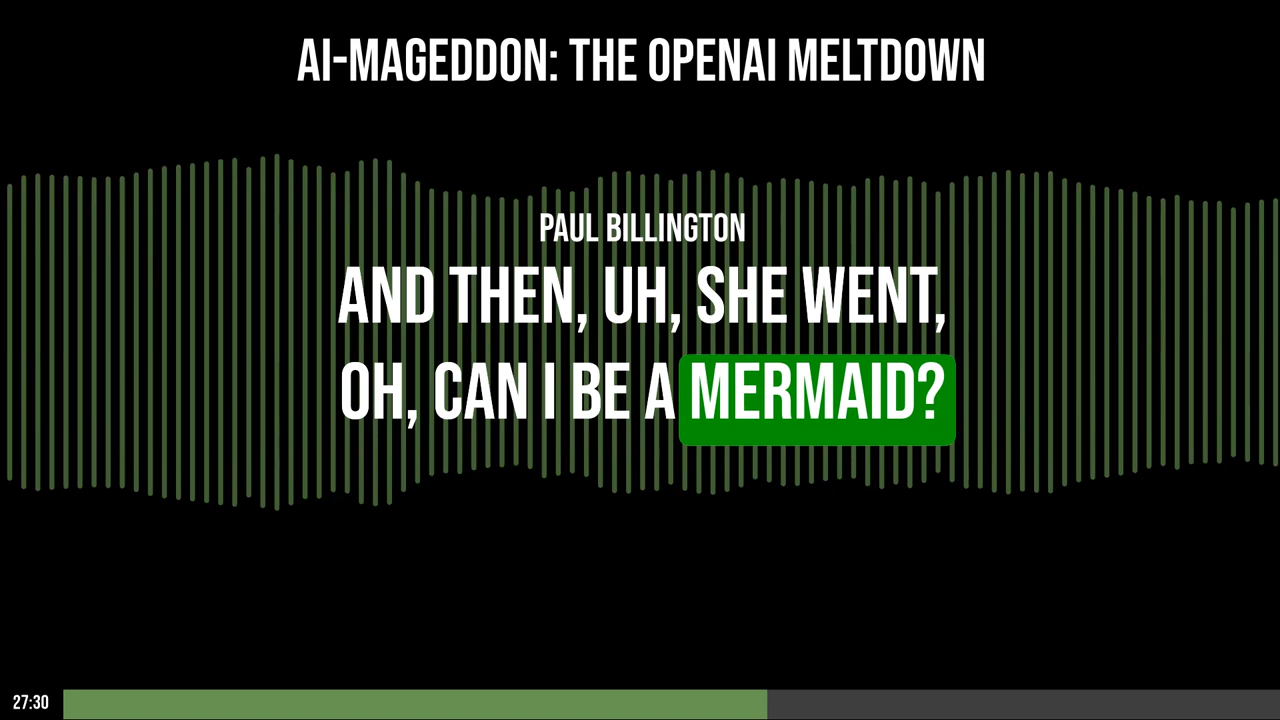 AI-MAGEDDON: THE OPENAI MELTDOWN
PAUL BILLINGTON
AND THEN, UH, SHE WENT,
OH, CAN I BE A MERMAID?
27:30